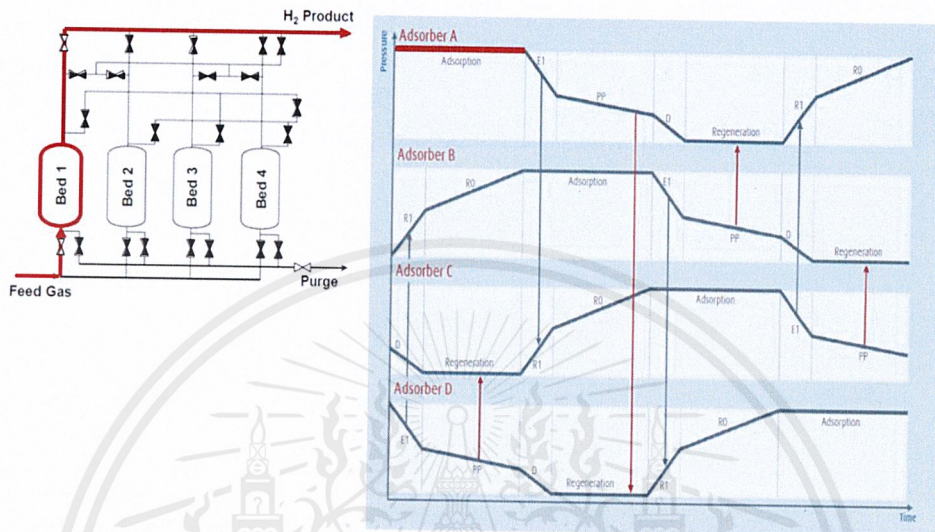 H₂ Product
Bed 1
Bed 2
Bed 3
Bed 4
Purge
Feed Gas
Pressure
Adsorber A
Adsorption
E1
PP
D
Regeneration
R1
R0
Adsorber B
R1
R0
Adsorption
E1
PP
D
Regeneration
Adsorber C
D
Regeneration
R1
R0
Adsorption
E1
PP
Adsorber D
E1
PP
D
Regeneration
R1
R0
Adsorption
Time